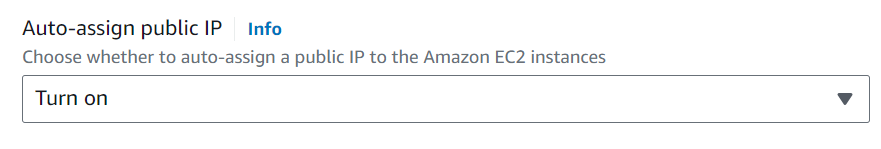 Auto-assign public IP Info
Choose whether to auto-assign a public IP to the Amazon EC2 instances
Turn on